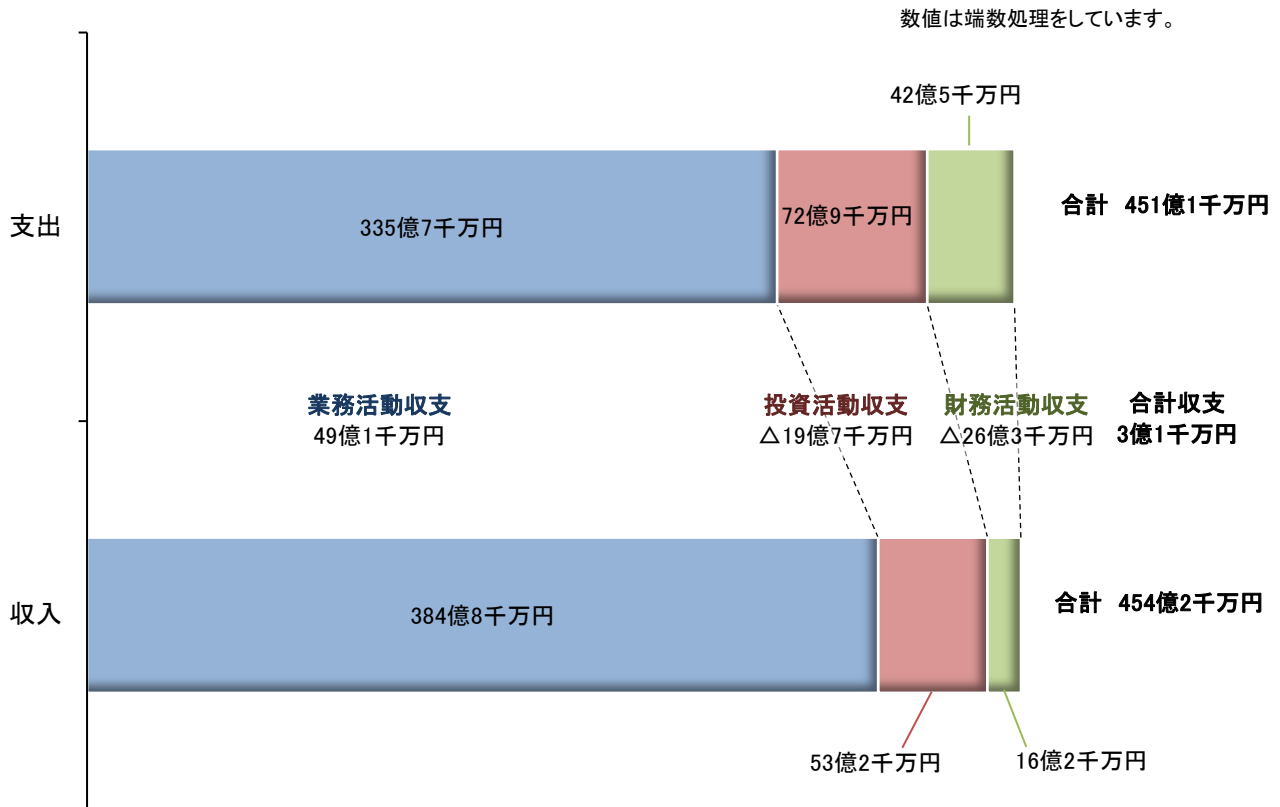 数値は端数処理をしています。
42億5千万円
支出
335億7千万円
72億9千万円
合計 451億1千万円
業務活動収支
49億1千万円
投資活動収支
△19億7千万円
財務活動収支
△26億3千万円
合計収支
3億1千万円
収入
384億8千万円
合計 454億2千万円
53億2千万円
16億2千万円